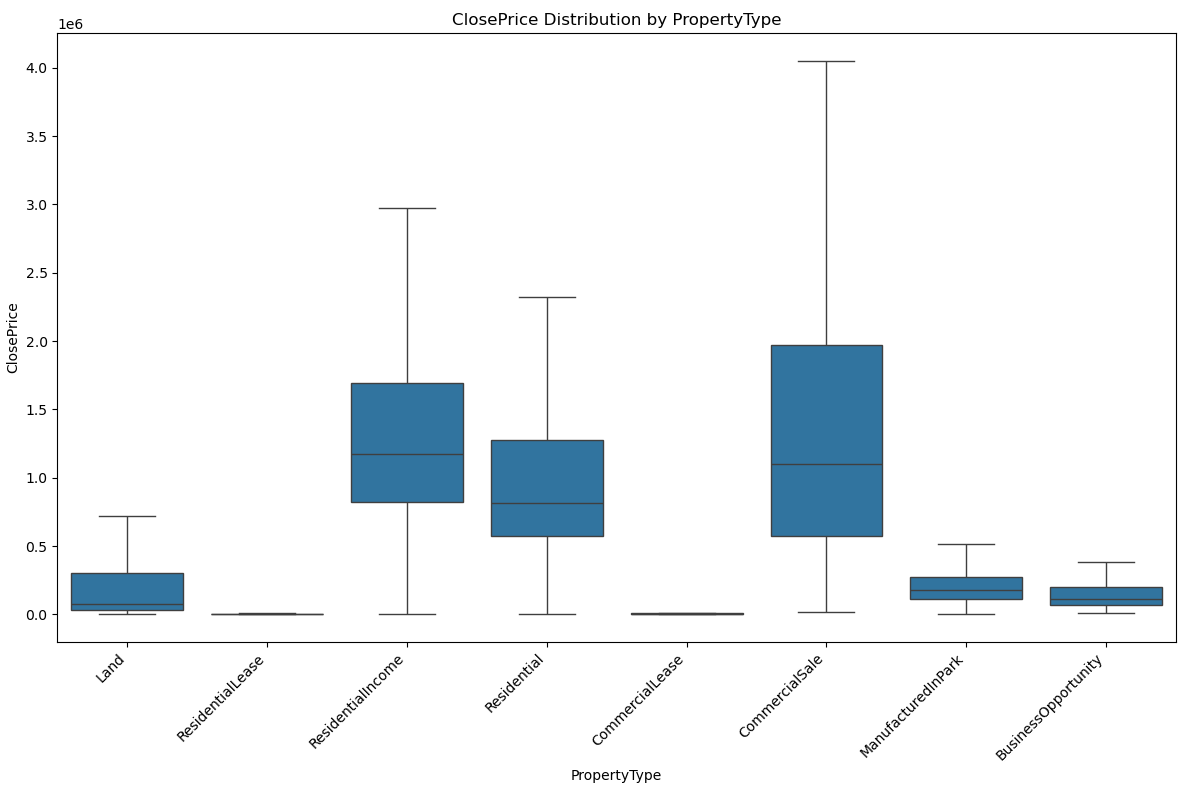 ClosePrice Distribution by PropertyType
1e6
4.0
3.5
3.0
2.5
2.0
1.5
1.0
0.5
0.0
ClosePrice
Land
ResidentialLease
ResidentialIncome
Residential
CommercialLease
CommercialSale
ManufacturedInPark
BusinessOpportunity
PropertyType